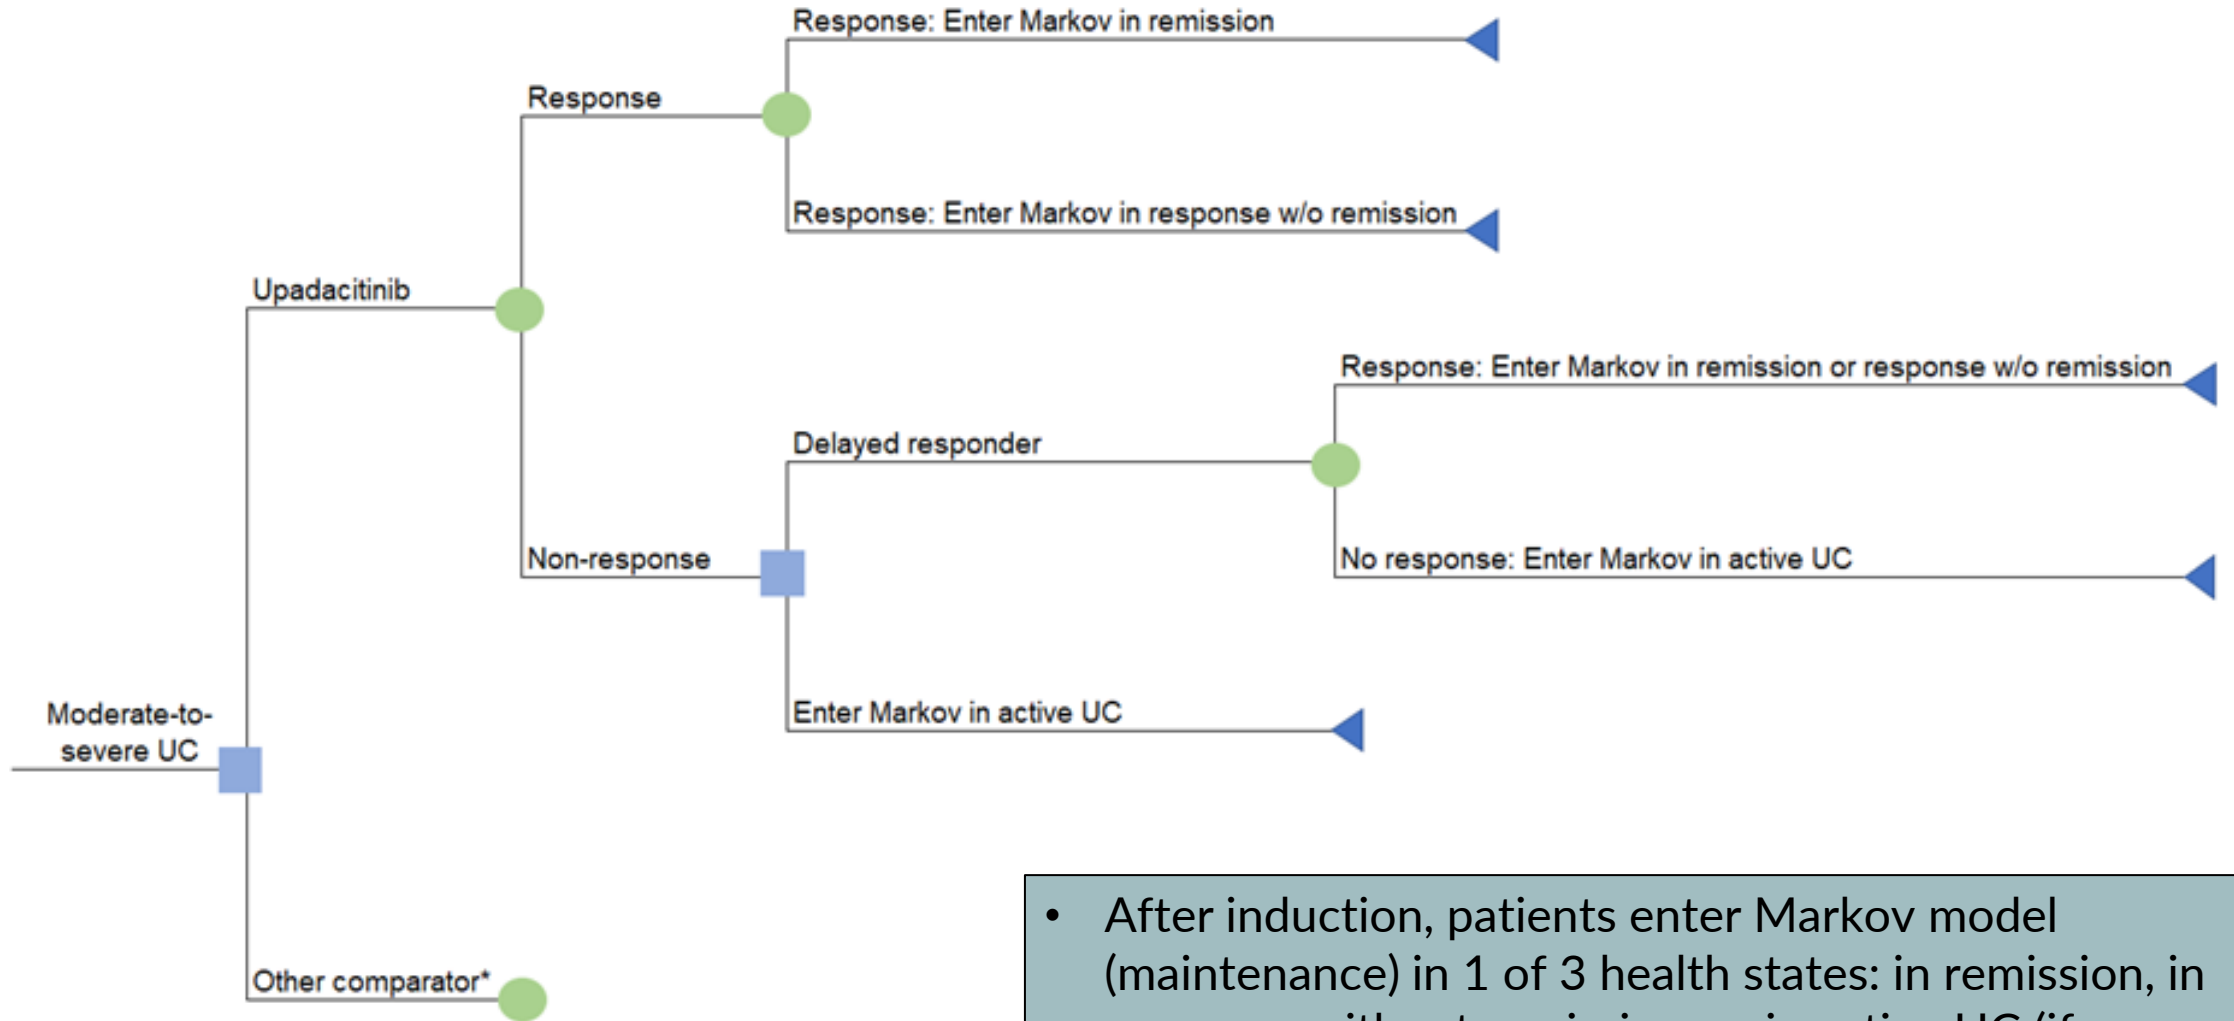 Response: Enter Markov in remission
Response
Response: Enter Markov in response w/o remission
Upadacitinib
Response: Enter Markov in remission or response w/o remission
Delayed responder
Non-response
No response: Enter Markov in active UC
Enter Markov in active UC
Moderate-to-
severe UC
Other comparator*
• After induction, patients enter Markov model
(maintenance) in 1 of 3 health states: in remission, in